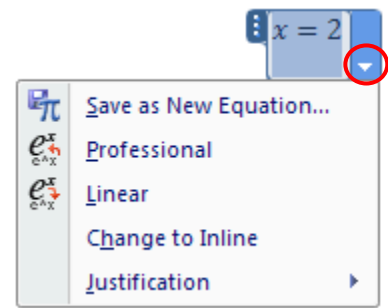 x = 2
Save as New Equation...
Professional
Linear
Change to Inline
Justification